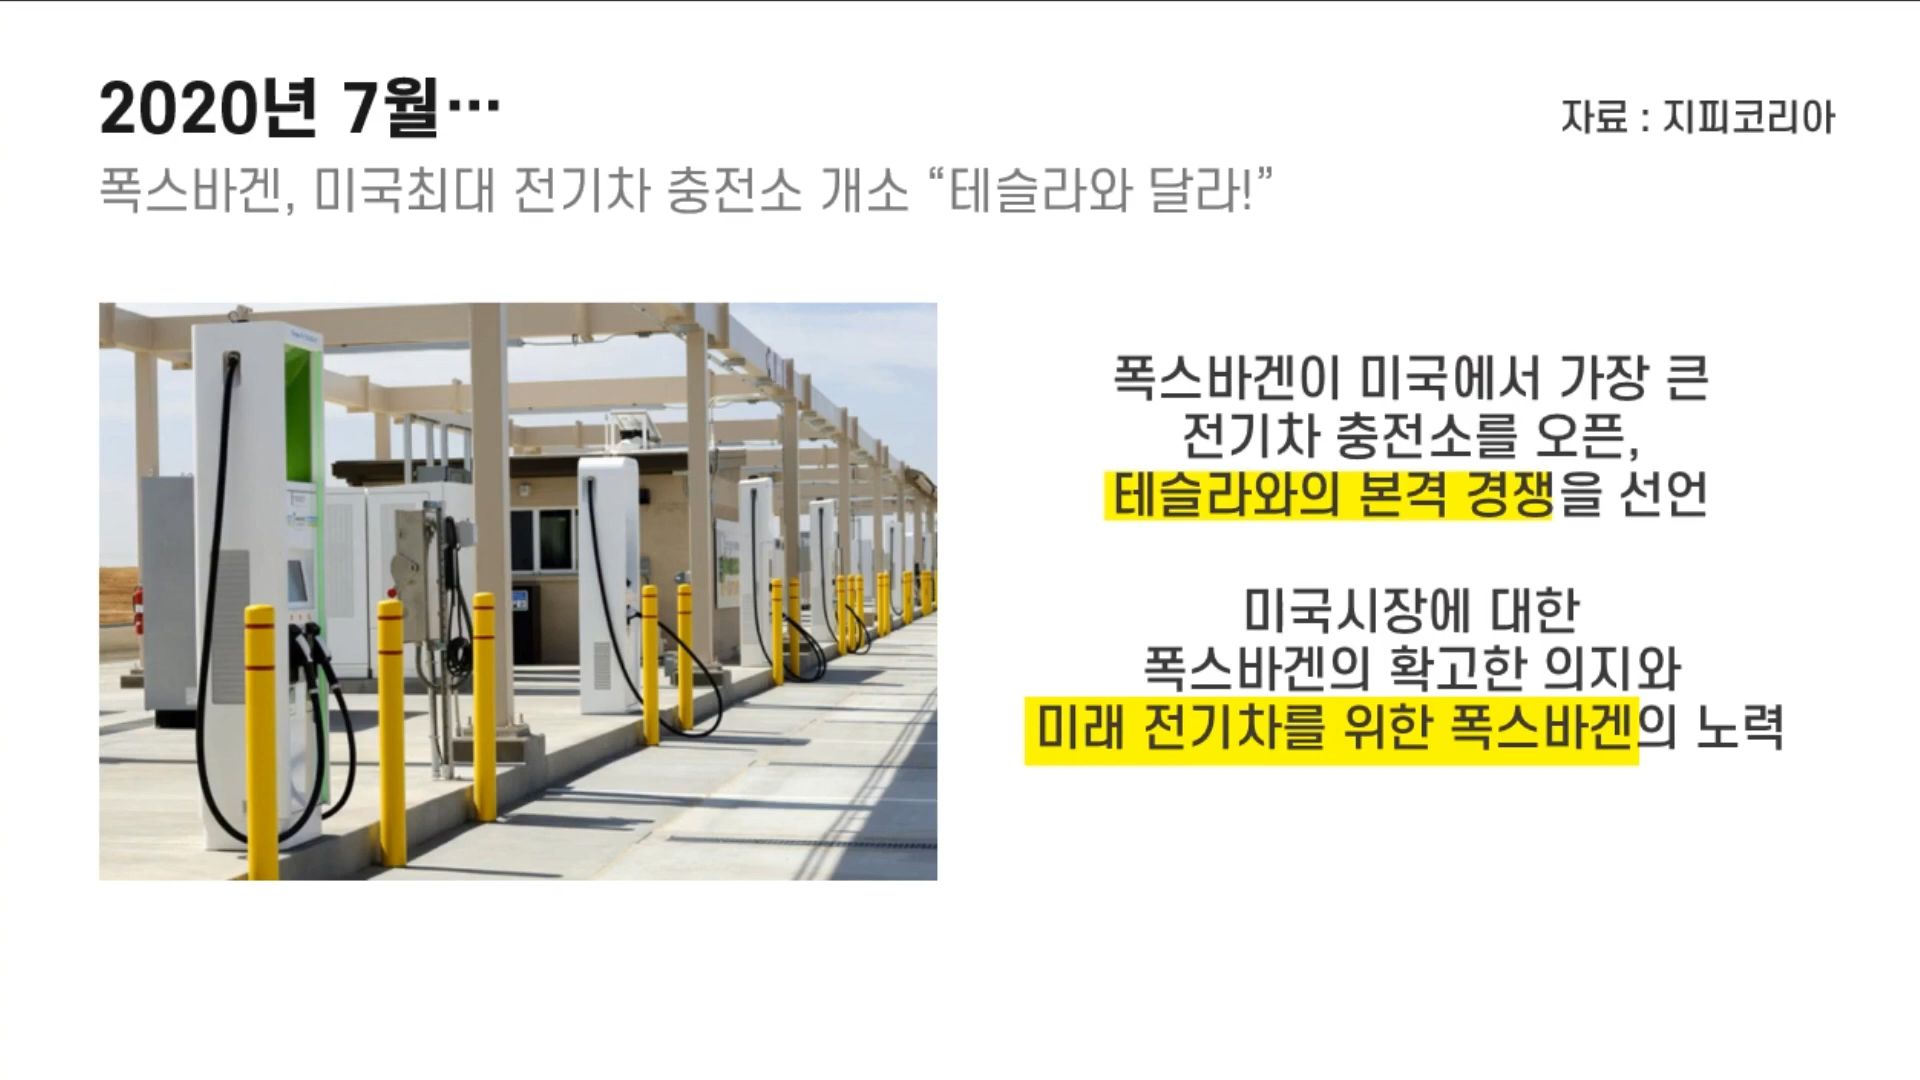 2020년 7월…
자료 : 지피코리아
폭스바겐, 미국최대 전기차 충전소 개소 “테슬라와 달라!”
폭스바겐이 미국에서 가장 큰
전기차 충전소를 오픈,
테슬라와의 본격 경쟁을 선언
미국시장에 대한
폭스바겐의 확고한 의지와
미래 전기차를 위한 폭스바겐의 노력